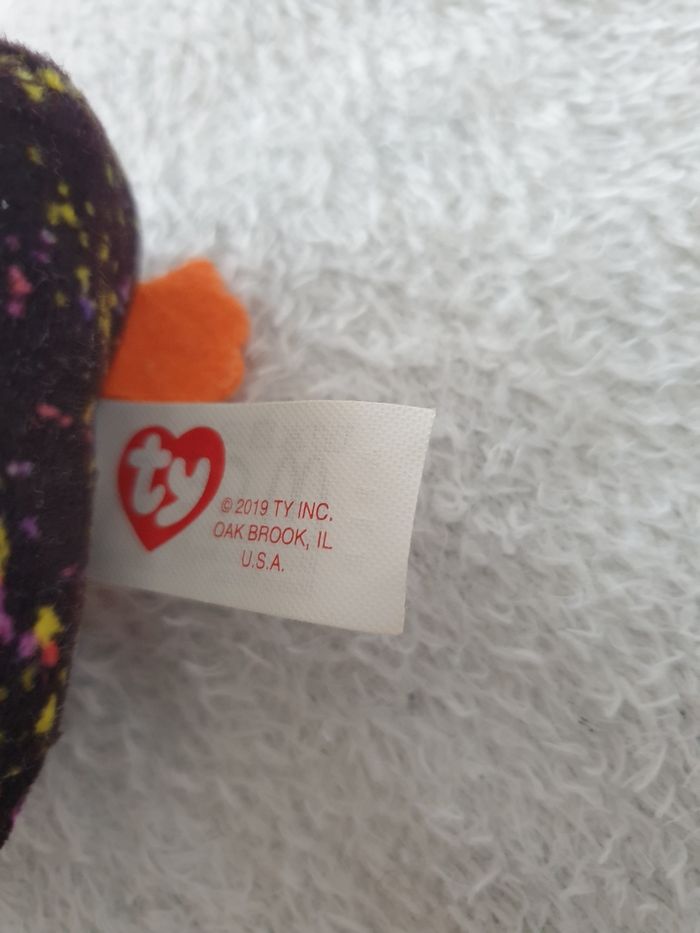 ty
© 2019 TY INC.
OAK BROOK, IL
U.S.A.